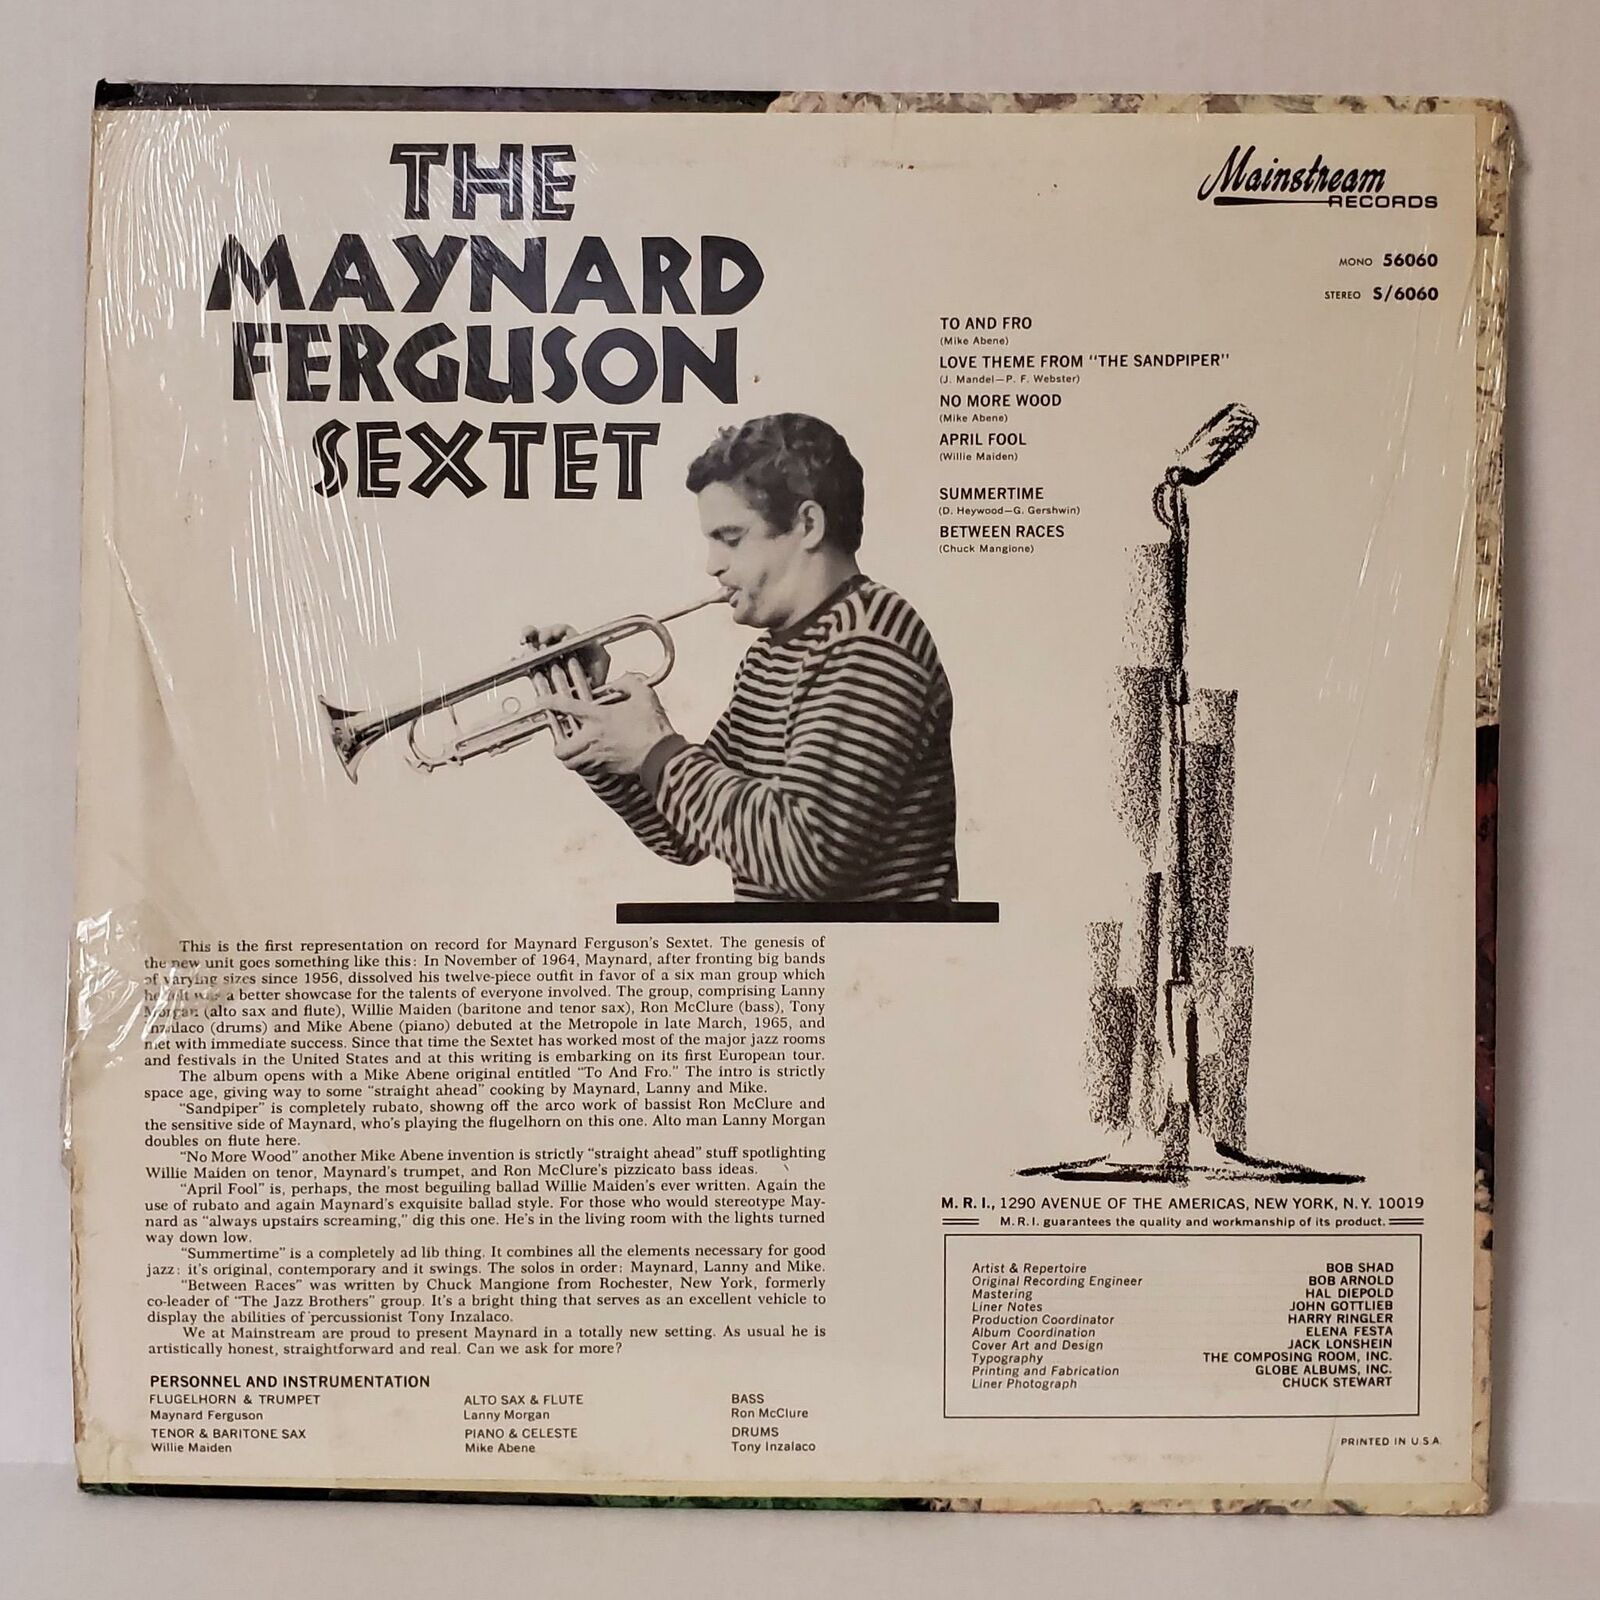 THE
MAYNARD
FERGUSON
SEXTET
Mainstream
RECORDS
MONO 56060
STEREO S/6060
TO AND FRO
(Mike Abene)
LOVE THEME FROM "THE SANDPIPER"
(J. Mandel—P. F. Webster)
NO MORE WOOD
(Mike Abene)
APRIL FOOL
(Willie Maiden)
SUMMERTIME
(D. Heywood—G. Gershwin)
BETWEEN RACES
(Chuck Mangione)
This is the first representation on record for Maynard Ferguson's Sextet. The genesis of
the new unit goes something like this: In November of 1964, Maynard, after fronting big bands
of varying sizes since 1956, dissolved his twelve-piece outfit in favor of a six man group which
he felt was a better showcase for the talents of everyone involved. The group, comprising Lanny
Morgan (alto sax and flute), Willie Maiden (baritone and tenor sax), Ron McClure (bass), Tony
Inzalaco (drums) and Mike Abene (piano) debuted at the Metropole in late March, 1965, and
met with immediate success. Since that time the Sextet has worked most of the major jazz rooms
and festivals in the United States and at this writing is embarking on its first European tour.
The album opens with a Mike Abene original entitled "To And Fro." The intro is strictly
space age, giving way to some "straight ahead" cooking by Maynard, Lanny and Mike.
"Sandpiper" is completely rubato, showng off the arco work of bassist Ron McClure and
the sensitive side of Maynard, who's playing the flugelhorn on this one. Alto man Lanny Morgan
doubles on flute here.
"No More Wood" another Mike Abene invention is strictly "straight ahead" stuff spotlighting
Willie Maiden on tenor, Maynard's trumpet, and Ron McClure's pizzicato bass ideas.
"April Fool" is, perhaps, the most beguiling ballad Willie Maiden's ever written. Again the
use of rubato and again Maynard's exquisite ballad style. For those who would stereotype May-
nard as "always upstairs screaming," dig this one. He's in the living room with the lights turned
way down low.
"Summertime" is a completely ad lib thing. It combines all the elements necessary for good
jazz: it's original, contemporary and it swings. The solos in order: Maynard, Lanny and Mike.
"Between Races" was written by Chuck Mangione from Rochester, New York, formerly
co-leader of "The Jazz Brothers" group. It's a bright thing that serves as an excellent vehicle to
display the abilities of percussionist Tony Inzalaco.
We at Mainstream are proud to present Maynard in a totally new setting. As usual he is
artistically honest, straightforward and real. Can we ask for more?
PERSONNEL AND INSTRUMENTATION
FLUGELHORN & TRUMPET ALTO SAX & FLUTE BASS
Maynard Ferguson Lanny Morgan Ron McClure
TENOR & BARITONE SAX PIANO & CELESTE DRUMS
Willie Maiden Mike Abene Tony Inzalaco
M. R. I., 1290 AVENUE OF THE AMERICAS, NEW YORK, N.Y. 10019
M. R. I. guarantees the quality and workmanship of its product.
Artist & Repertoire BOB SHAD
Original Recording Engineer BOB ARNOLD
Mastering HAL DIEPOLD
Liner Notes JOHN GOTTLIEB
Production Coordinator HARRY RINGLER
Album Coordination ELENA FESTA
Cover Art and Design JACK LONSHEIN
Typography THE COMPOSING ROOM, INC.
Printing and Fabrication GLOBE ALBUMS, INC.
Liner Photograph CHUCK STEWART
PRINTED IN U.S.A.